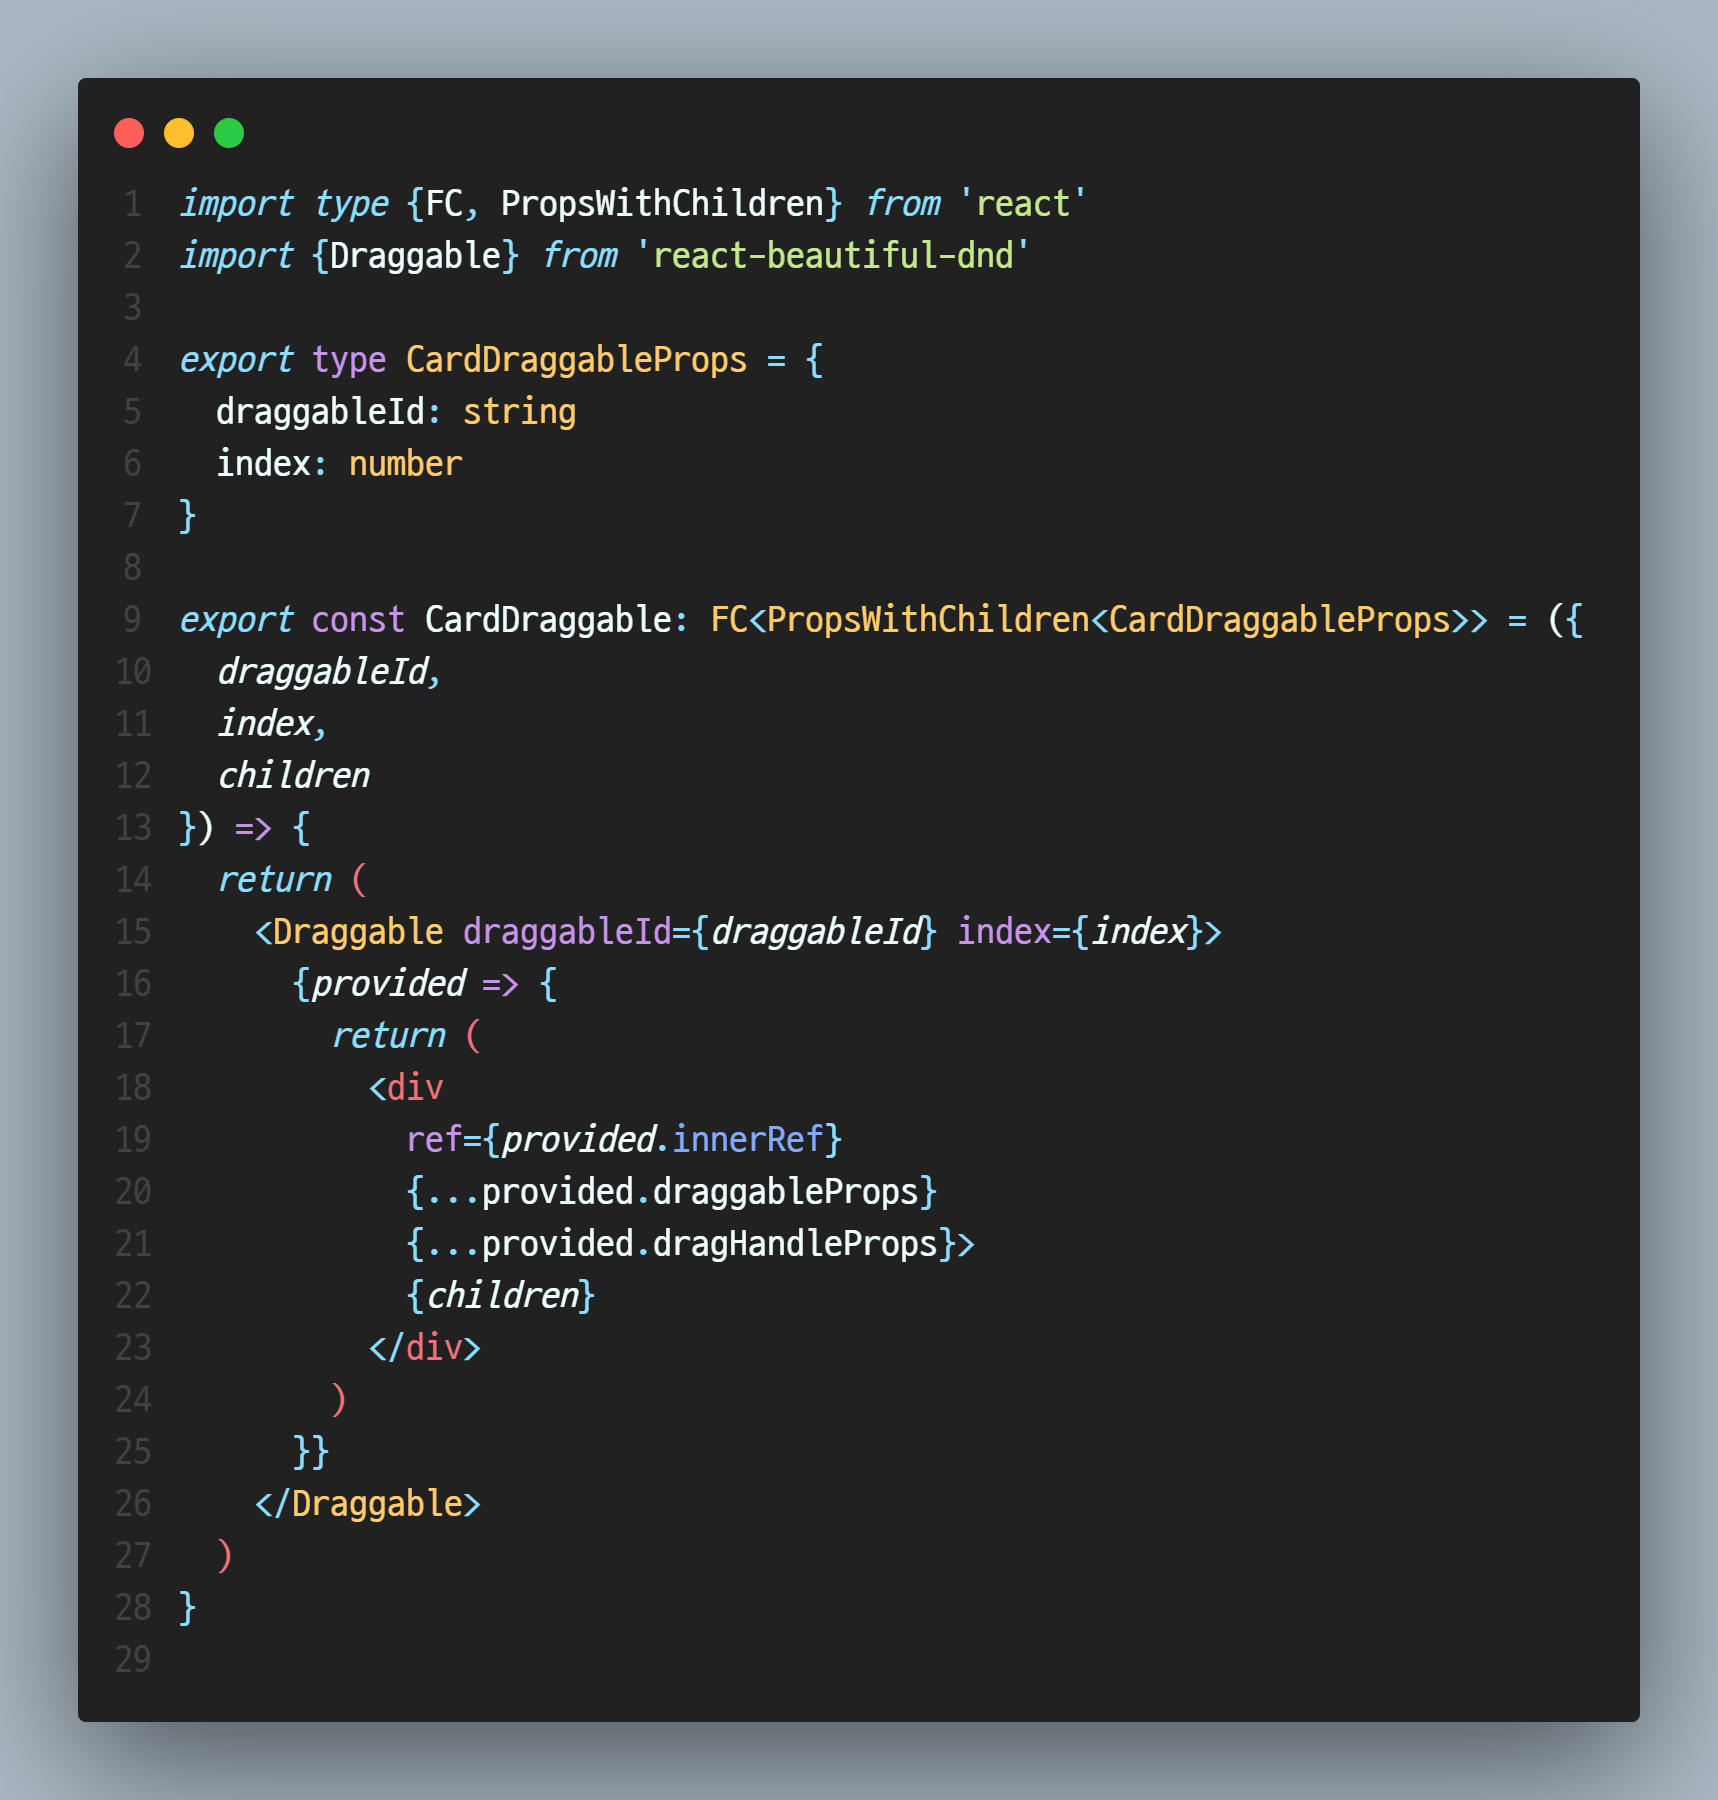 1 import type {FC, PropsWithChildren} from 'react'
2 import {Draggable} from 'react-beautiful-dnd'
3
4 export type CardDraggableProps = {
5   draggableId: string
6   index: number
7 }
8
9 export const CardDraggable: FC<PropsWithChildren<CardDraggableProps>> = ({
10   draggableId,
11   index,
12   children
13 }) => {
14   return (
15     <Draggable draggableId={draggableId} index={index}>
16       {provided => {
17         return (
18           <div
19             ref={provided.innerRef}
20             {...provided.draggableProps}
21             {...provided.dragHandleProps}>
22             {children}
23           </div>
24         )
25       }}
26     </Draggable>
27   )
28 }
29